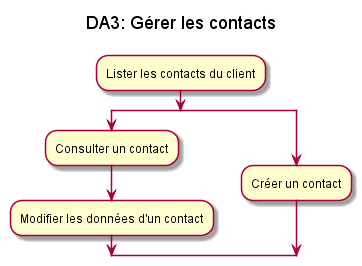 DA3: Gérer les contacts
Lister les contacts du client
Consulter un contact
Créer un contact
Modifier les données d'un contact